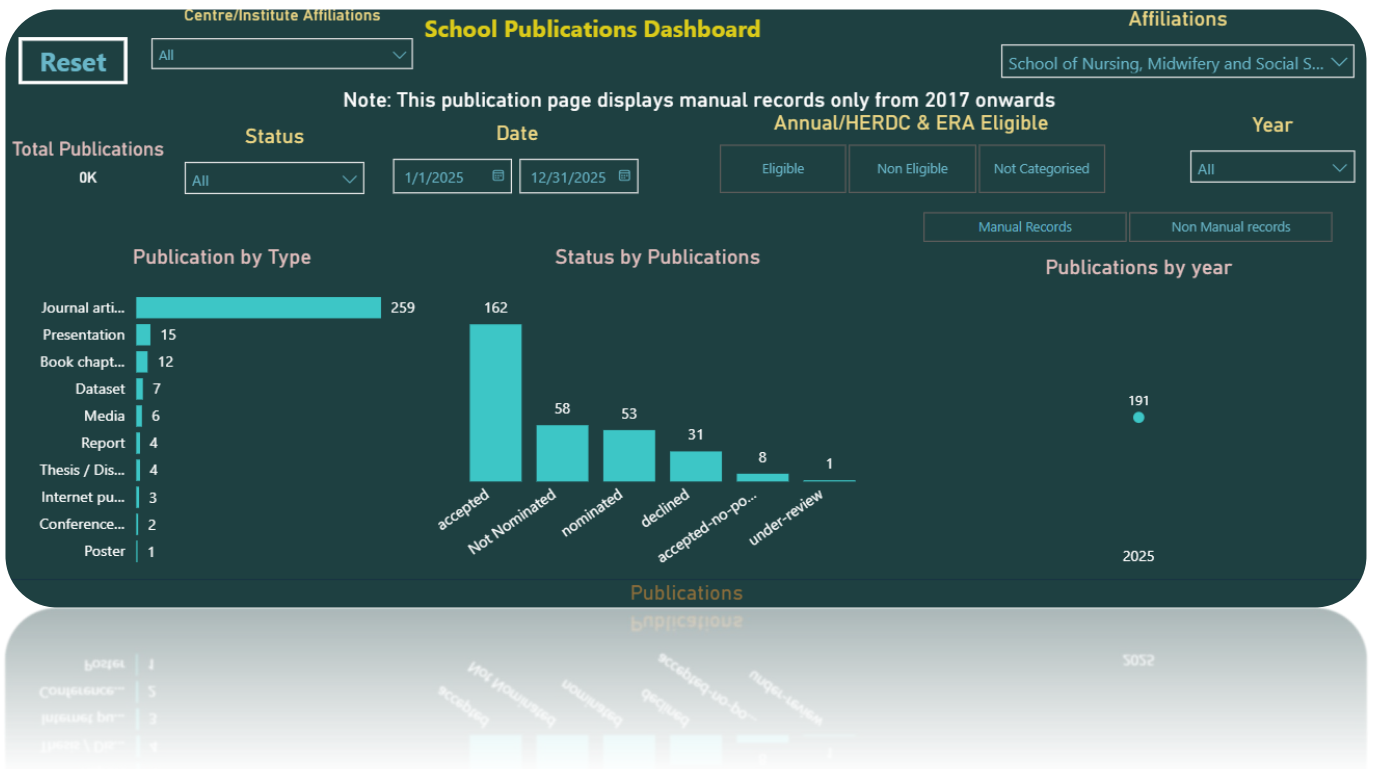 Centre/Institute Affiliations
School Publications Dashboard
Affiliations
Reset
All
School of Nursing, Midwifery and Social S...
Note: This publication page displays manual records only from 2017 onwards
Total Publications
0K
Status
All
Date
1/1/2025
12/31/2025
Annual/HERDC & ERA Eligible
Eligible
Non Eligible
Not Categorised
Year
All
Manual Records
Non Manual records
Publication by Type
Journal arti... 259
Presentation 15
Book chapt... 12
Dataset 7
Media 6
Report 4
Thesis / Dis... 4
Internet pu... 3
Conference... 2
Poster 1
Status by Publications
162
58
53
31
8
1
accepted
Not Nominated
nominated
declined
accepted-no-po...
under-review
Publications by year
191
2025
Publications